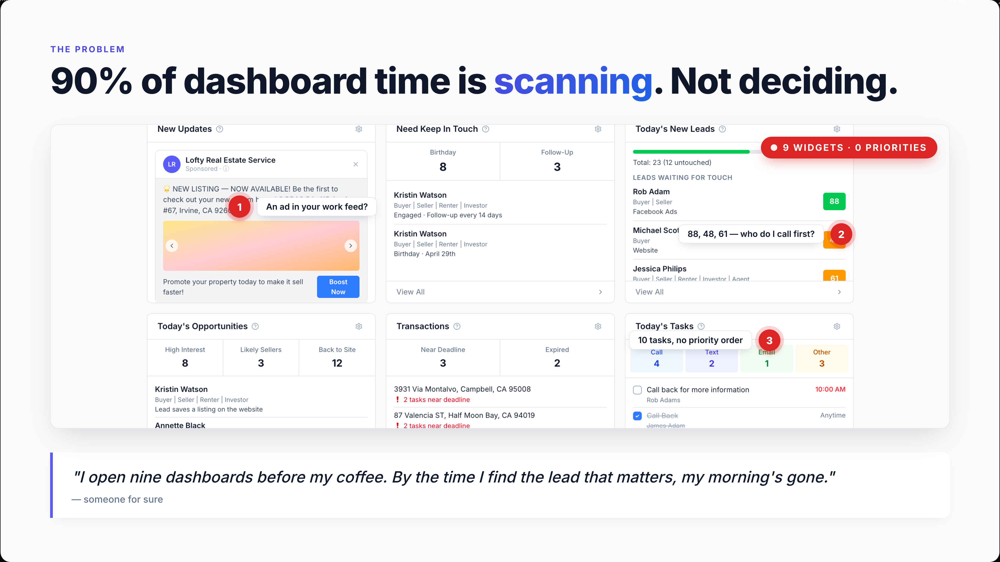 THE PROBLEM
90% of dashboard time is scanning. Not deciding.
New Updates
LR
Lofty Real Estate Service
Sponsored ·
🌟 NEW LISTING — NOW AVAILABLE! Be the first to
check out your new
#67, Irvine, CA
1
An ad in your work feed?
Promote your property today to make it sell
faster!
Boost
Now
Need Keep In Touch
Birthday
8
Follow-Up
3
Kristin Watson
Buyer | Seller | Renter | Investor
Engaged · Follow-up every 14 days
Kristin Watson
Buyer | Seller | Renter | Investor
Birthday · April 29th
View All
Today's New Leads
9 WIDGETS · 0 PRIORITIES
Total: 23 (12 untouched)
LEADS WAITING FOR TOUCH
Rob Adam
Buyer | Seller
Facebook Ads
88
Michael
88, 48, 61 — who do I call first?
2
Buyer
Website
Jessica Philips
Buyer | Seller | Renter | Investor | Agent
61
View All
Today's Opportunities
High Interest
8
Likely Sellers
3
Back to Site
12
Kristin Watson
Buyer | Seller | Renter | Investor
Lead saves a listing on the website
Annette Black
Transactions
Near Deadline
3
Expired
2
3931 Via Montalvo, Campbell, CA 95008
! 2 tasks near deadline
87 Valencia ST, Half Moon Bay, CA 94019
! 2 tasks near deadline
Today's Tasks
10 tasks, no priority order
3
Call
4
Text
2
Email
1
Other
3
Call back for more information
10:00 AM
Rob Adams
Call Back
Anytime
James Adam
"I open nine dashboards before my coffee. By the time I find the lead that matters, my morning's gone."
— someone for sure